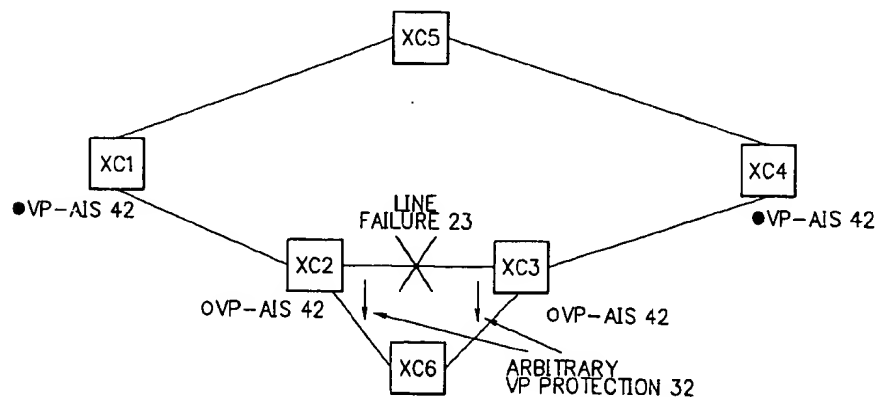 XC5
XC1
XC4
●VP-AIS 42
●VP-AIS 42
LINE
FAILURE 23
XC2
XC3
OVP-AIS 42
OVP-AIS 42
XC6
ARBITRARY
VP PROTECTION 32